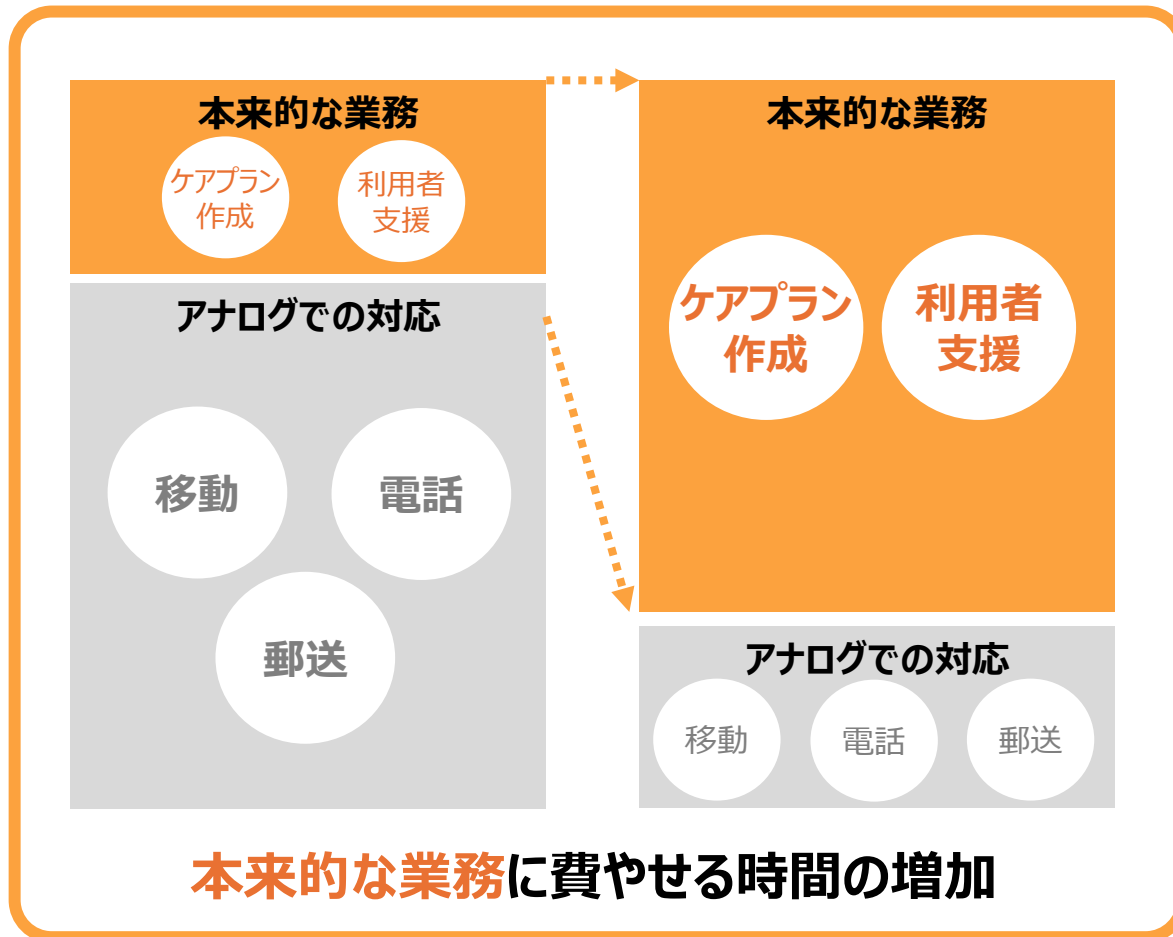 本来的な業務
ケアプラン
作成
利用者
支援
アナログでの対応
移動
電話
郵送
本来的な業務
ケアプラン
作成
利用者
支援
アナログでの対応
移動
電話
郵送
本来的な業務に費やせる時間の増加